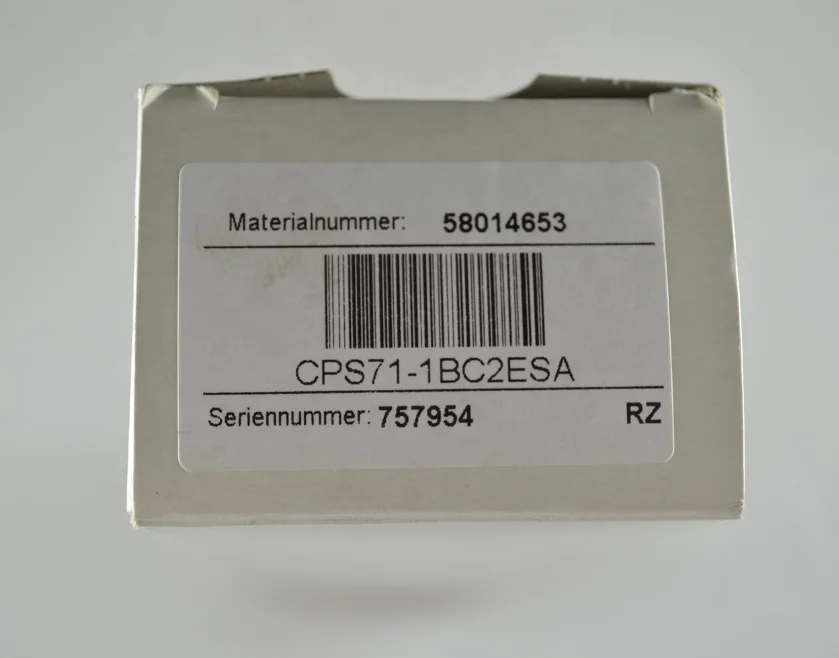 Materialnummer: 58014653
CPS71-1BC2ESA
Seriennummer: 757954 RZ